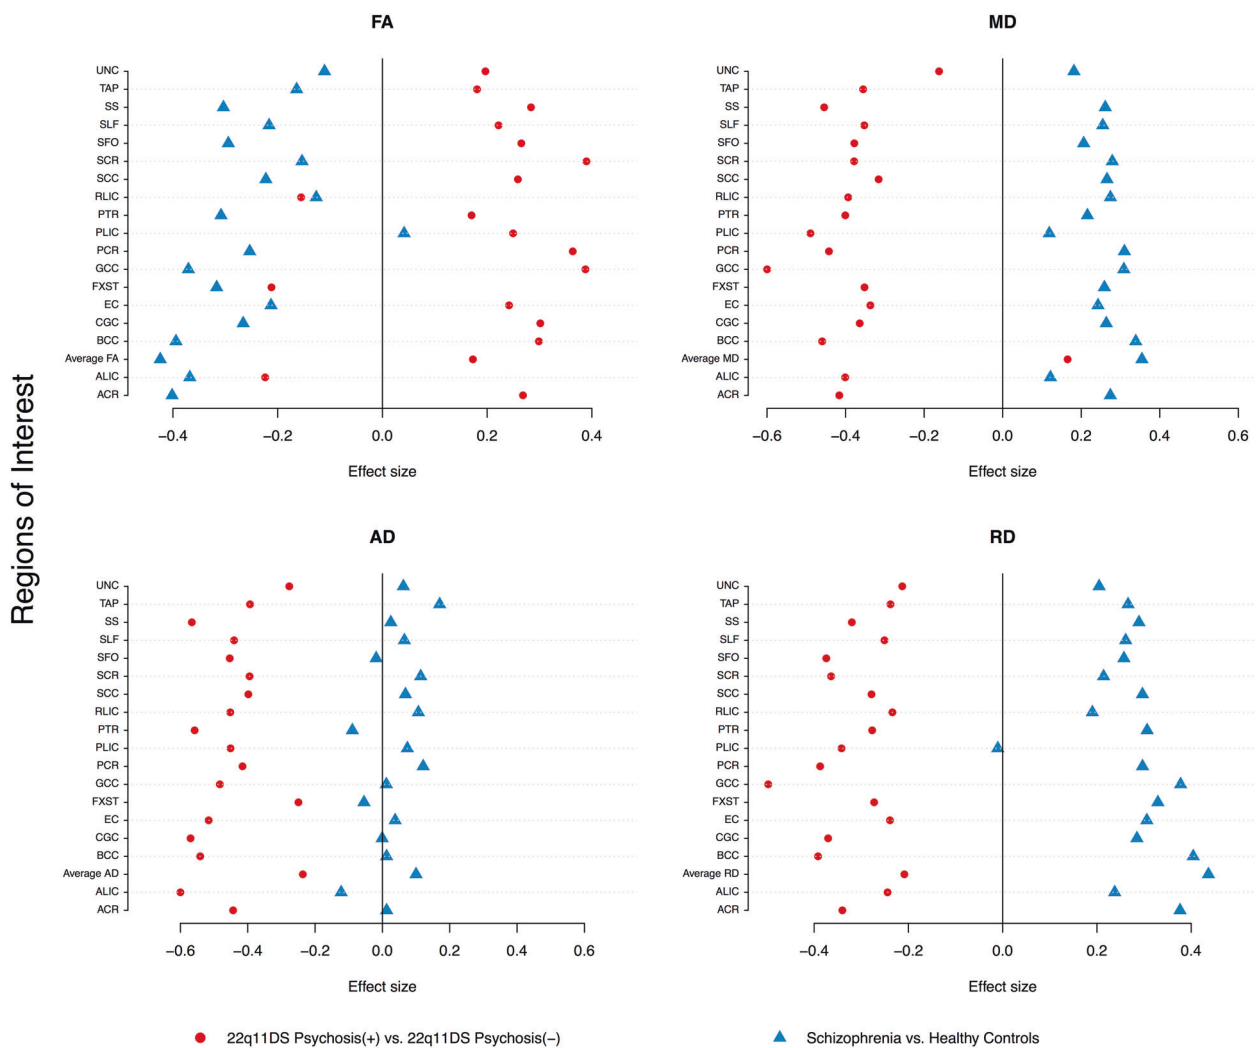 FA
UNC
TAP
SS
SLF
SFO
SCR
SCC
RLIC
PTR
PLIC
PCR
GCC
FXST
EC
CGC
BCC
Average FA
ALIC
ACR
−0.4 −0.2 0.0 0.2 0.4
Effect size
MD
UNC
TAP
SS
SLF
SFO
SCR
SCC
RLIC
PTR
PLIC
PCR
GCC
FXST
EC
CGC
BCC
Average MD
ALIC
ACR
−0.6 −0.4 −0.2 0.0 0.2 0.4 0.6
Effect size
Regions of Interest
AD
UNC
TAP
SS
SLF
SFO
SCR
SCC
RLIC
PTR
PLIC
PCR
GCC
FXST
EC
CGC
BCC
Average AD
ALIC
ACR
−0.6 −0.4 −0.2 0.0 0.2 0.4 0.6
Effect size
RD
UNC
TAP
SS
SLF
SFO
SCR
SCC
RLIC
PTR
PLIC
PCR
GCC
FXST
EC
CGC
BCC
Average RD
ALIC
ACR
−0.4 −0.2 0.0 0.2 0.4
Effect size
22q11DS Psychosis(+) vs. 22q11DS Psychosis(−)
Schizophrenia vs. Healthy Controls